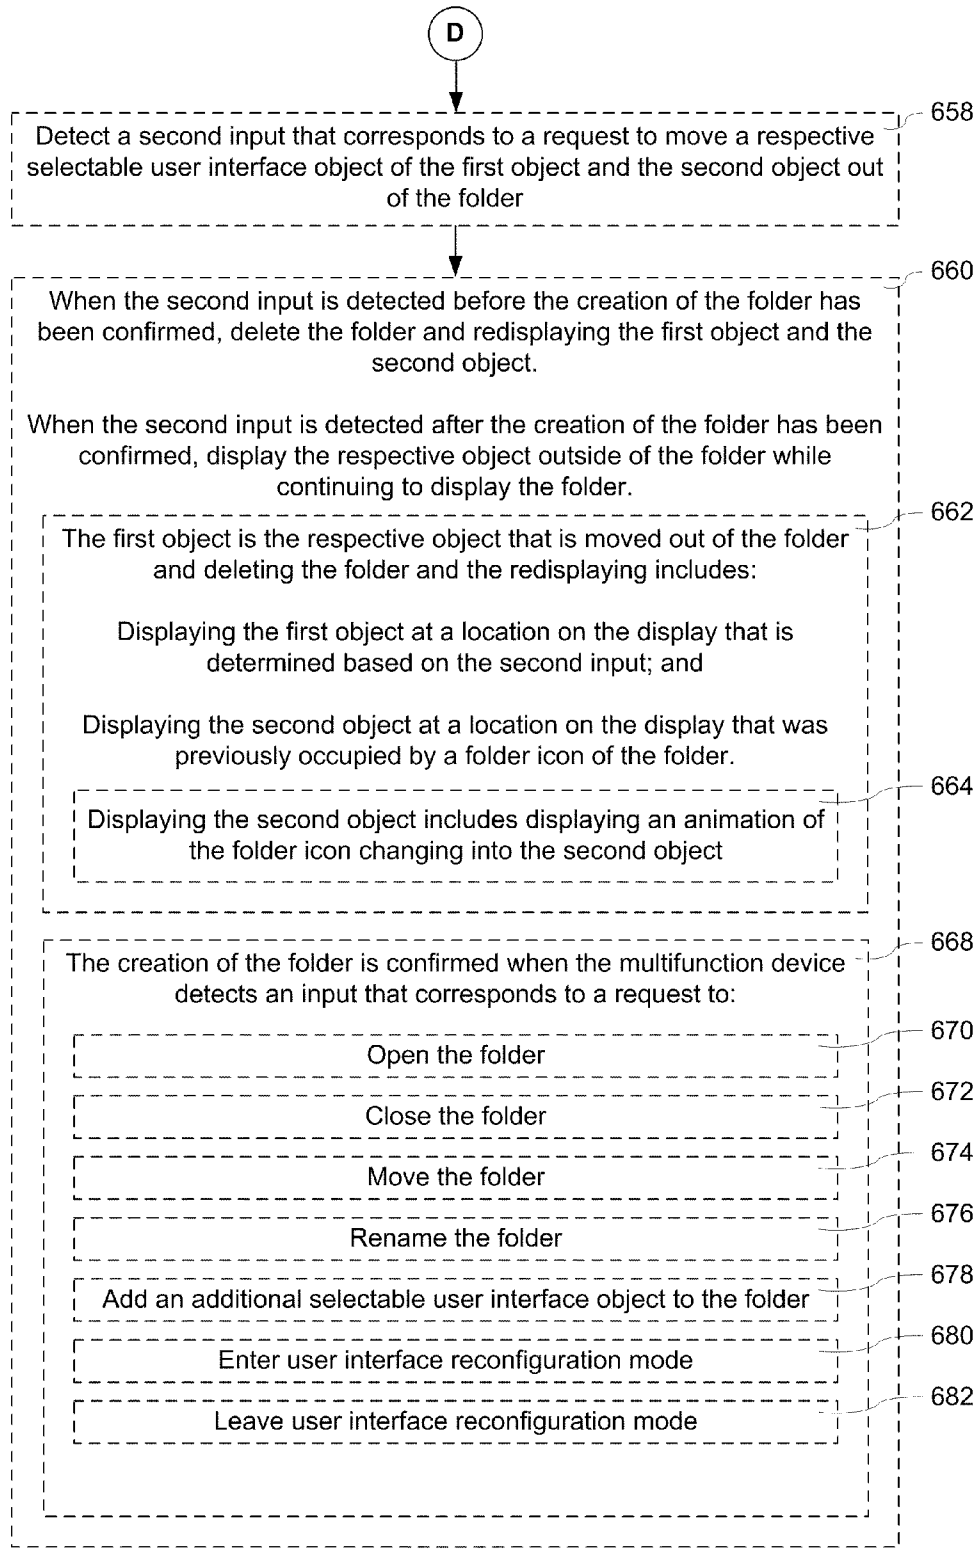 D
658
Detect a second input that corresponds to a request to move a respective
selectable user interface object of the first object and the second object out
of the folder
660
When the second input is detected before the creation of the folder has
been confirmed, delete the folder and redisplaying the first object and the
second object.
When the second input is detected after the creation of the folder has been
confirmed, display the respective object outside of the folder while
continuing to display the folder.
662
The first object is the respective object that is moved out of the folder
and deleting the folder and the redisplaying includes:
Displaying the first object at a location on the display that is
determined based on the second input; and
Displaying the second object at a location on the display that was
previously occupied by a folder icon of the folder.
664
Displaying the second object includes displaying an animation of
the folder icon changing into the second object
668
The creation of the folder is confirmed when the multifunction device
detects an input that corresponds to a request to:
670
Open the folder
672
Close the folder
674
Move the folder
676
Rename the folder
678
Add an additional selectable user interface object to the folder
680
Enter user interface reconfiguration mode
682
Leave user interface reconfiguration mode